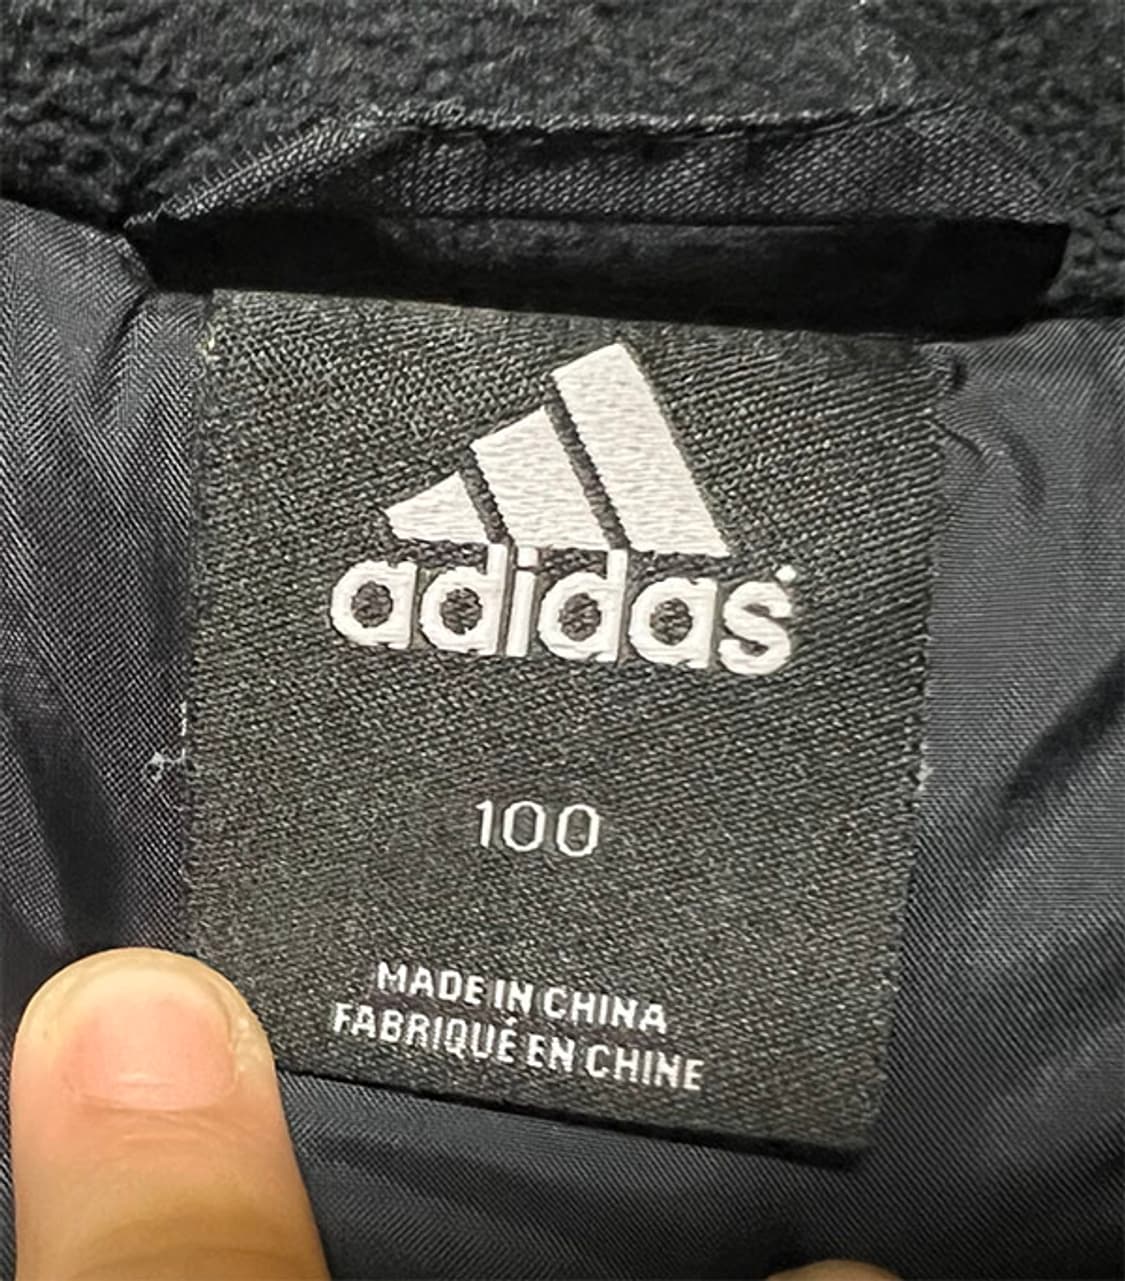 adidas
100
MADE IN CHINA
FABRIQUÉ EN CHINE